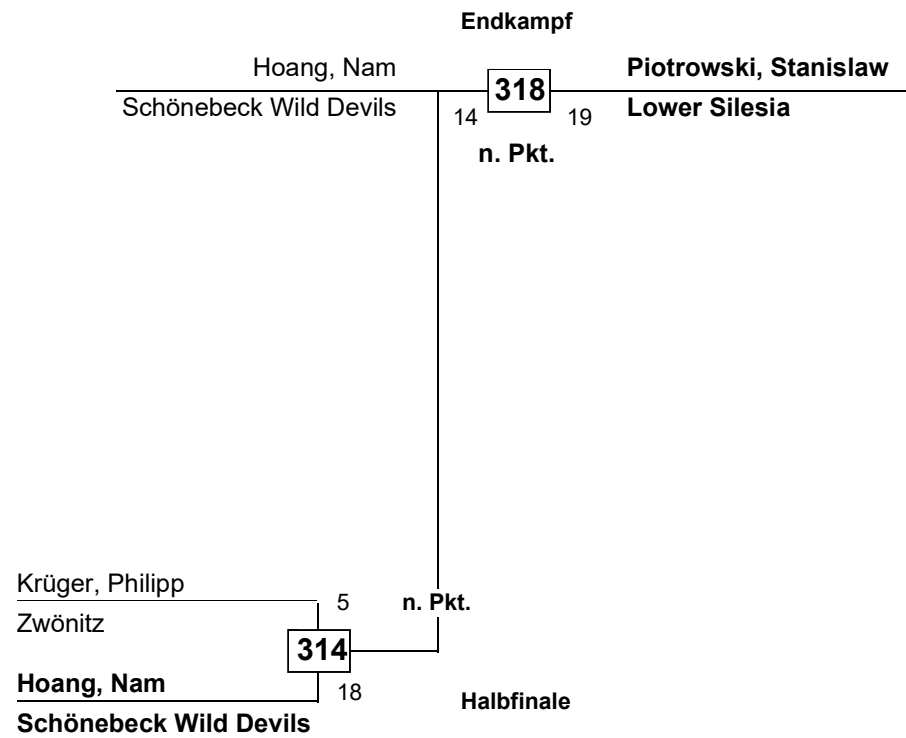 Endkampf
Hoang, Nam
Schönebeck Wild Devils
14
318
19
Piotrowski, Stanislaw
Lower Silesia
n. Pkt.
Krüger, Philipp
Zwönitz
5
n. Pkt.
314
Hoang, Nam
Schönebeck Wild Devils
18
Halbfinale